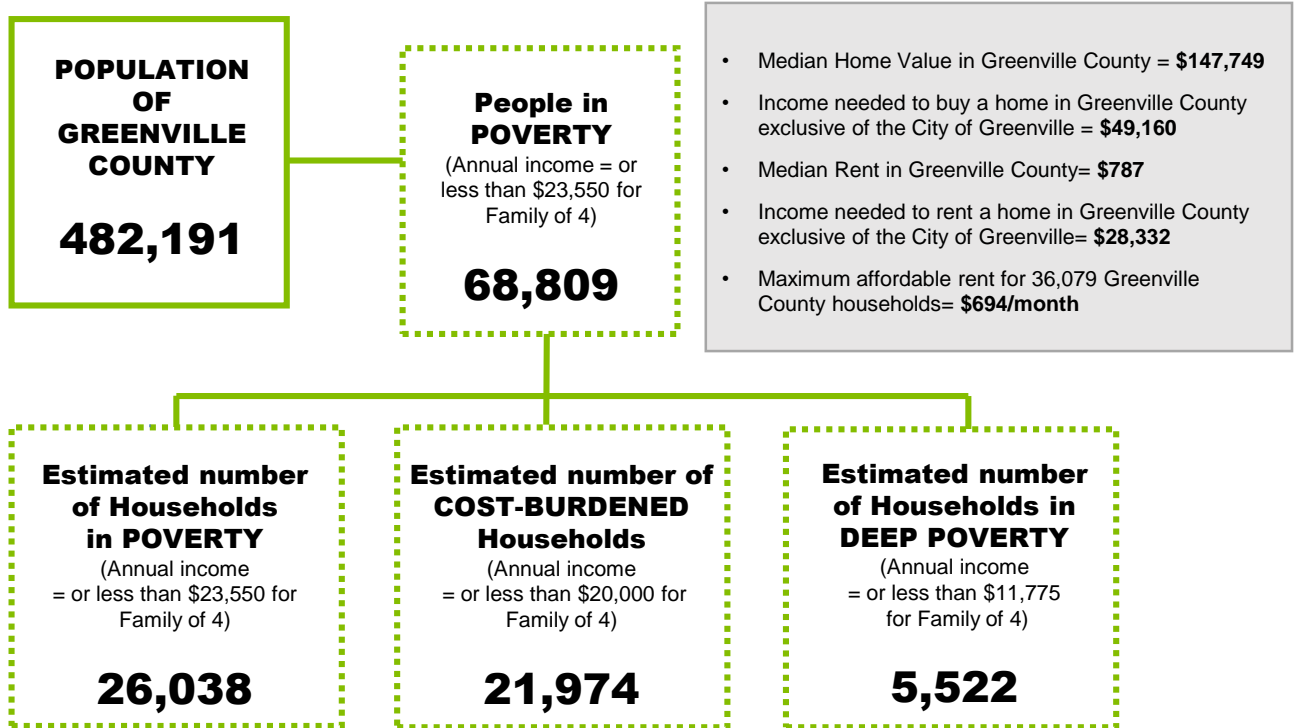 POPULATION
OF
GREENVILLE
COUNTY
482,191
People in
POVERTY
(Annual income = or
less than $23,550 for
Family of 4)
68,809
• Median Home Value in Greenville County = $147,749
• Income needed to buy a home in Greenville County
exclusive of the City of Greenville = $49,160
• Median Rent in Greenville County= $787
• Income needed to rent a home in Greenville County
exclusive of the City of Greenville= $28,332
• Maximum affordable rent for 36,079 Greenville
County households= $694/month
Estimated number
of Households
in POVERTY
(Annual income
= or less than $23,550 for
Family of 4)
26,038
Estimated number of
COST-BURDENED
Households
(Annual income
= or less than $20,000 for
Family of 4)
21,974
Estimated number
of Households in
DEEP POVERTY
(Annual income
= or less than $11,775
for Family of 4)
5,522